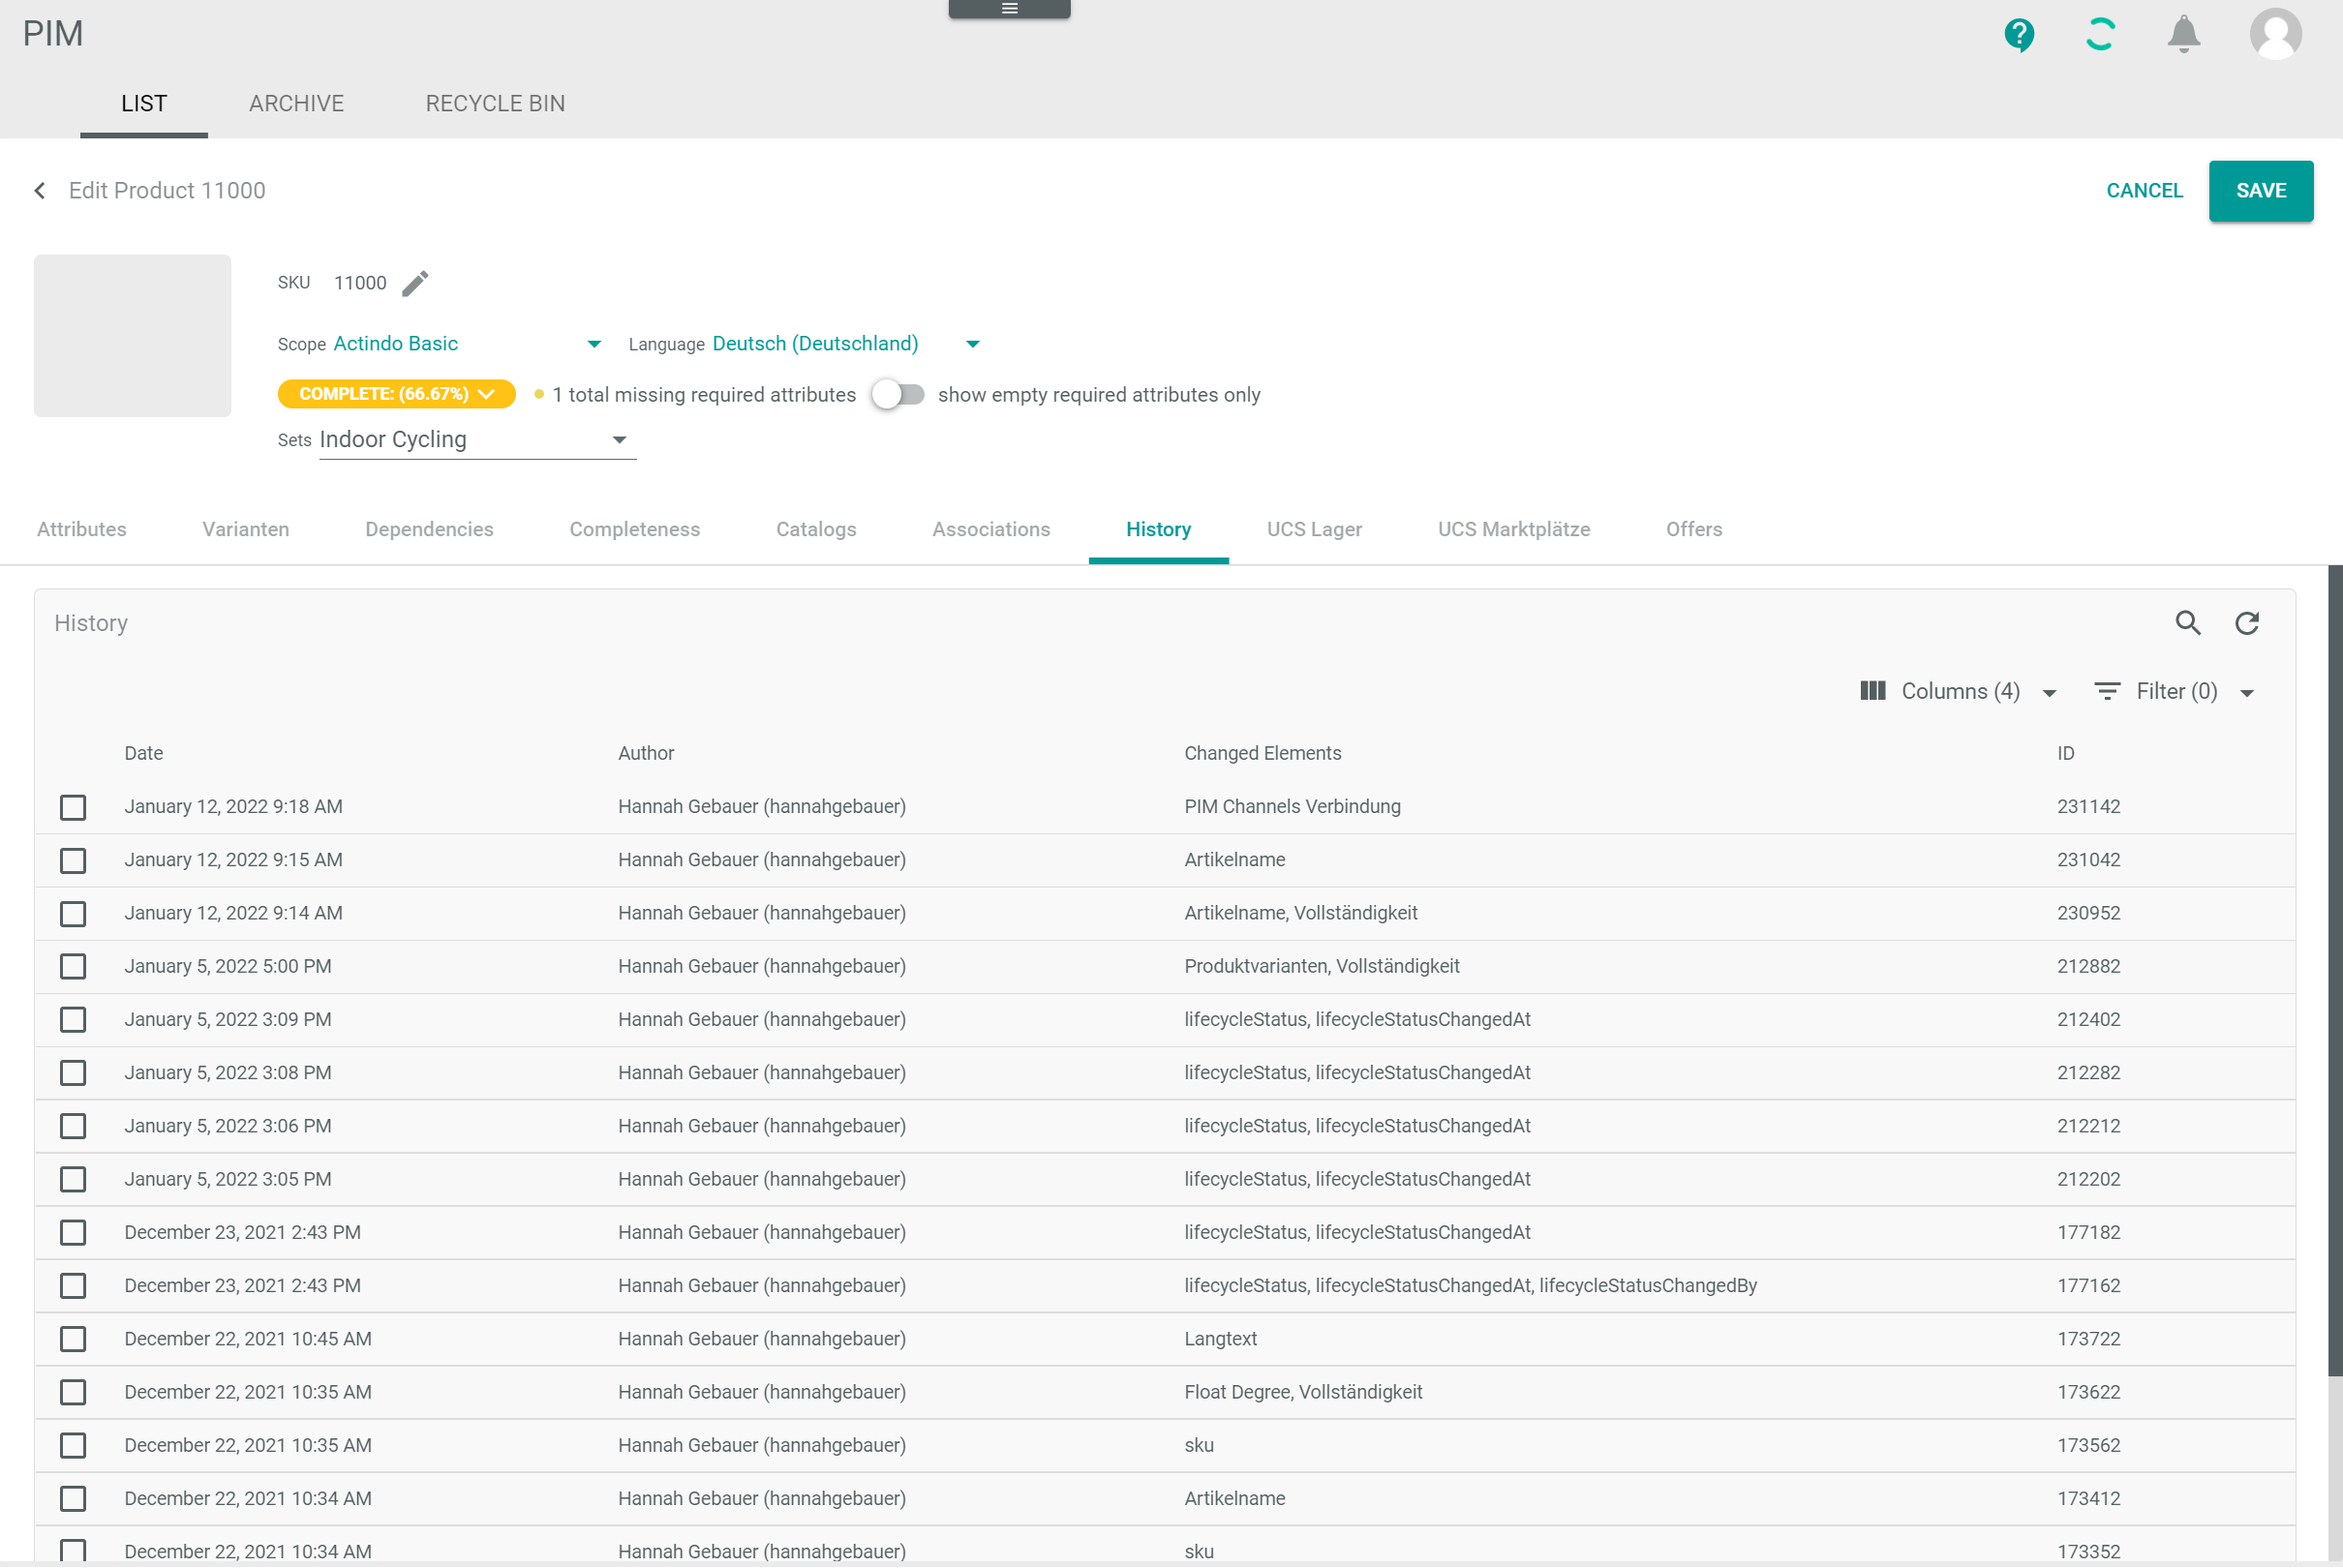 PIM
LIST ARCHIVE RECYCLE BIN
Edit Product 11000 CANCEL SAVE
SKU 11000
Scope Actindo Basic Language Deutsch (Deutschland)
COMPLETE: (66.67%) 1 total missing required attributes show empty required attributes only
Sets Indoor Cycling
Attributes Varianten Dependencies Completeness Catalogs Associations History UCS Lager UCS Marktplätze Offers
History
Columns (4) Filter (0)
Date Author Changed Elements ID
January 12, 2022 9:18 AM Hannah Gebauer (hannahgebauer) PIM Channels Verbindung 231142
January 12, 2022 9:15 AM Hannah Gebauer (hannahgebauer) Artikelname 231042
January 12, 2022 9:14 AM Hannah Gebauer (hannahgebauer) Artikelname, Vollständigkeit 230952
January 5, 2022 5:00 PM Hannah Gebauer (hannahgebauer) Produktvarianten, Vollständigkeit 212882
January 5, 2022 3:09 PM Hannah Gebauer (hannahgebauer) lifecycleStatus, lifecycleStatusChangedAt 212402
January 5, 2022 3:08 PM Hannah Gebauer (hannahgebauer) lifecycleStatus, lifecycleStatusChangedAt 212282
January 5, 2022 3:06 PM Hannah Gebauer (hannahgebauer) lifecycleStatus, lifecycleStatusChangedAt 212212
January 5, 2022 3:05 PM Hannah Gebauer (hannahgebauer) lifecycleStatus, lifecycleStatusChangedAt 212202
December 23, 2021 2:43 PM Hannah Gebauer (hannahgebauer) lifecycleStatus, lifecycleStatusChangedAt 177182
December 23, 2021 2:43 PM Hannah Gebauer (hannahgebauer) lifecycleStatus, lifecycleStatusChangedAt, lifecycleStatusChangedBy 177162
December 22, 2021 10:45 AM Hannah Gebauer (hannahgebauer) Langtext 173722
December 22, 2021 10:35 AM Hannah Gebauer (hannahgebauer) Float Degree, Vollständigkeit 173622
December 22, 2021 10:35 AM Hannah Gebauer (hannahgebauer) sku 173562
December 22, 2021 10:34 AM Hannah Gebauer (hannahgebauer) Artikelname 173412
December 22, 2021 10:34 AM Hannah Gebauer (hannahgebauer) sku 173352